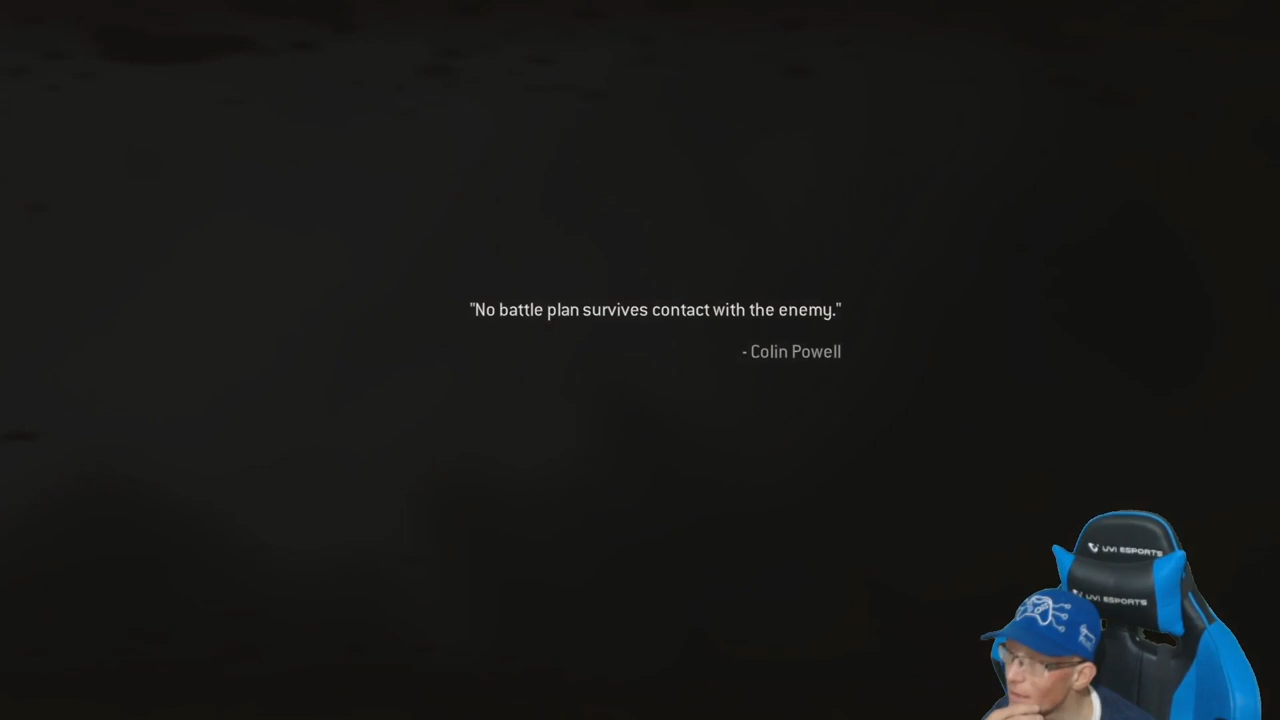 "No battle plan survives contact with the enemy."
- Colin Powell
UVI ESPORTS
UVI ESPORTS